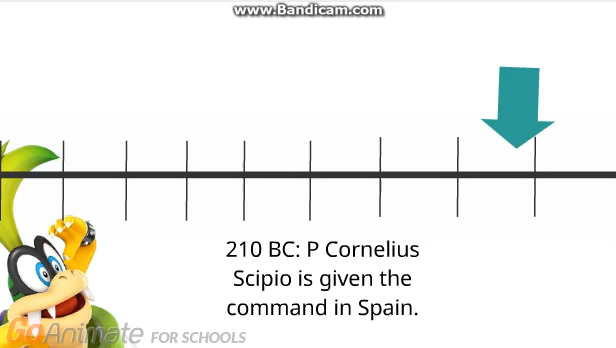 www.Bandicam.com
210 BC: P Cornelius
Scipio is given the
command in Spain.
GoAnimate FOR SCHOOLS